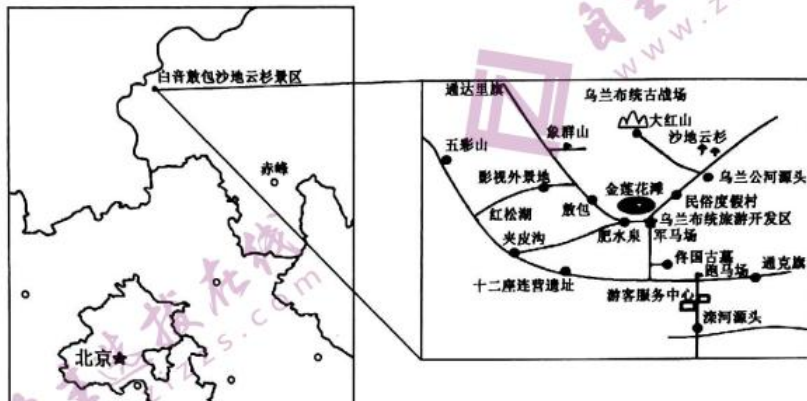 白音敖包沙地云杉景区
赤峰
北京
通达里旗
乌兰布统古战场
大红山
象群山
沙地云杉
五彩山
影视外景地
金莲花滩
乌兰公河源头
红松湖
敖包
民俗度假村
乌兰布统旅游开发区
肥水泉
军马场
夹皮沟
佟国古墓
跑马场
通克旗
十二座连营遗址
游客服务中心
滦河源头
www.z
zizzs.com